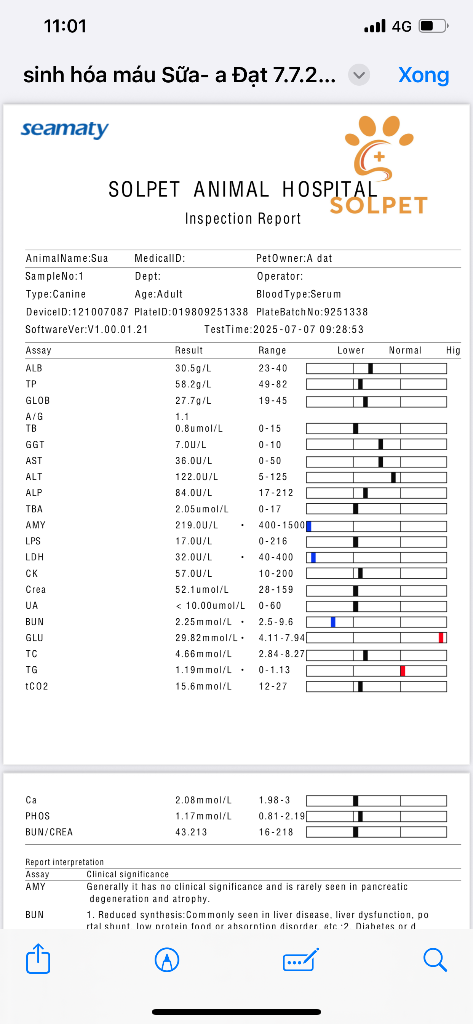 11:01 4G
sinh hóa máu Sữa- a Đạt 7.7.2... Xong
seamaty
SOLPET ANIMAL HOSPITAL
SOLPET
Inspection Report
AnimalName:Sua MedicalID: PetOwner:A dat
SampleNo:1 Dept: Operator:
Type:Canine Age:Adult BloodType:Serum
DeviceID:121007087 PlateID:019809251338 PlateBatchNo:9251338
SoftwareVer:V1.00.01.21 TestTime:2025-07-07 09:28:53
Assay Result Range Lower Normal Hig
ALB 30.5g/L 23-40
TP 58.2g/L 49-82
GLOB 27.7g/L 19-45
A/G 1.1
TB 0.8umol/L 0-15
GGT 7.0U/L 0-10
AST 36.0U/L 0-50
ALT 122.0U/L 5-125
ALP 84.0U/L 17-212
TBA 2.05umol/L 0-17
AMY 219.0U/L • 400-1500
LPS 17.0U/L 0-216
LDH 32.0U/L • 40-400
CK 57.0U/L 10-200
Crea 52.1umol/L 28-159
UA < 10.00umol/L 0-60
BUN 2.25mmol/L • 2.5-9.6
GLU 29.82mmol/L • 4.11-7.94
TC 4.66mmol/L 2.84-8.27
TG 1.19mmol/L • 0-1.13
tCO2 15.6mmol/L 12-27
Ca 2.08mmol/L 1.98-3
PHOS 1.17mmol/L 0.81-2.19
BUN/CREA 43.213 16-218
Report interpretation
Assay Clinical significance
AMY Generally it has no clinical significance and is rarely seen in pancreatic
degeneration and atrophy.
BUN 1. Reduced synthesis:Commonly seen in liver disease, liver dysfunction, po
rtal shunt, low protein food or absorption disorder, etc.;2. Diabetes or d